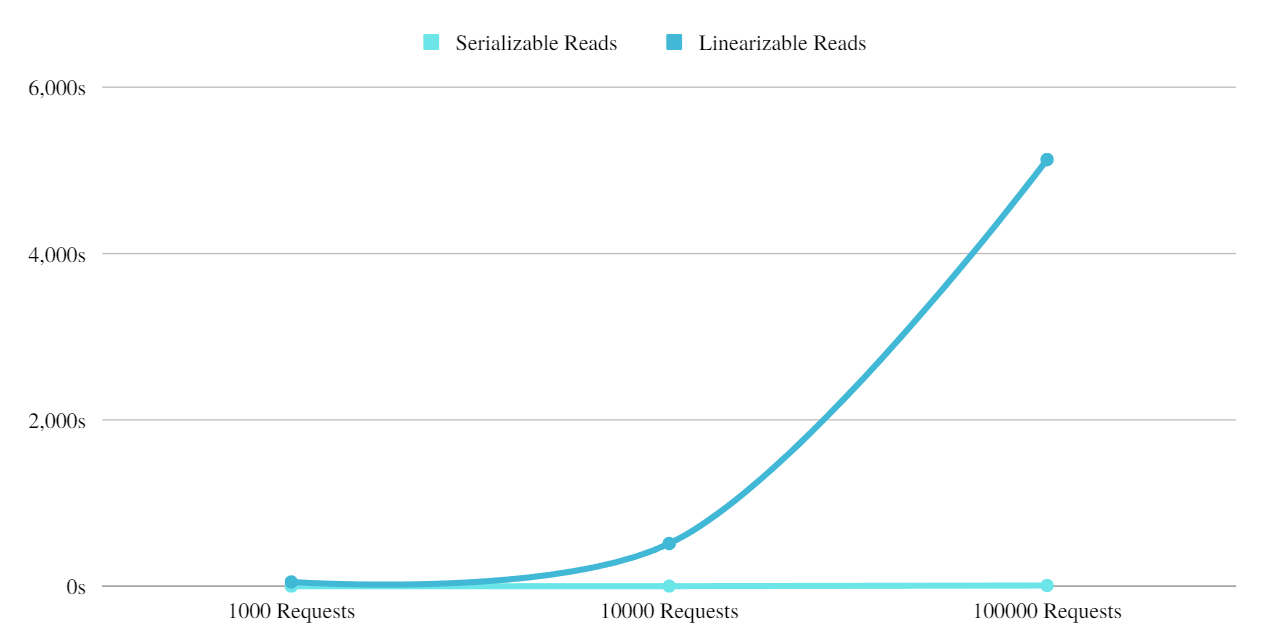 Serializable Reads Linearizable Reads
6,000s
4,000s
2,000s
0s
1000 Requests 10000 Requests 100000 Requests